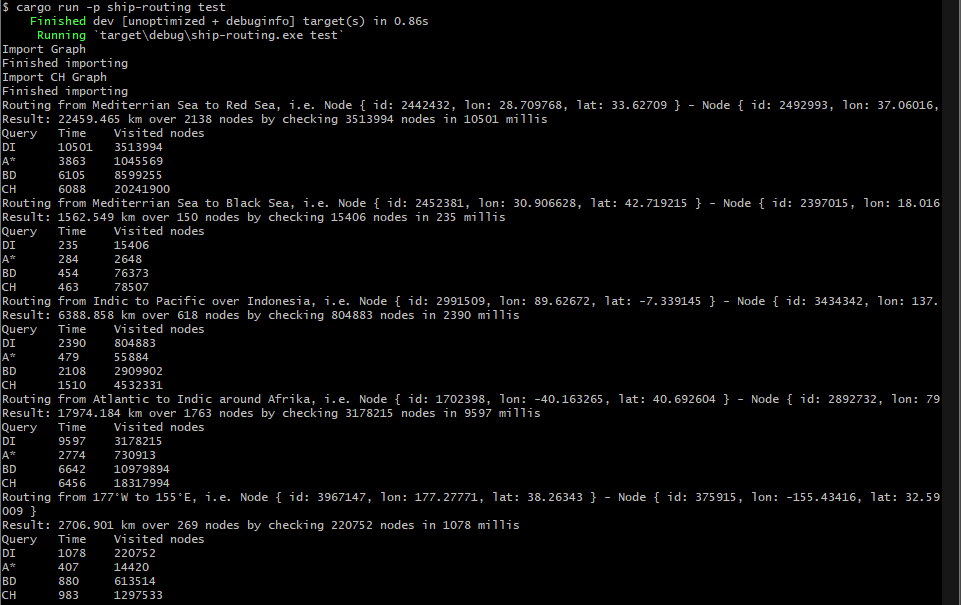 $ cargo run -p ship-routing test
    Finished dev [unoptimized + debuginfo] target(s) in 0.86s
     Running `target\debug\ship-routing.exe test`
Import Graph
Finished importing
Import CH Graph
Finished importing
Routing from Mediterrian Sea to Red Sea, i.e. Node { id: 2442432, lon: 28.709768, lat: 33.62709 } - Node { id: 2492993, lon: 37.06016,
Result: 22459.465 km over 2138 nodes by checking 3513994 nodes in 10501 millis
Query   Time    Visited nodes
DI      10501   3513994
A*      3863    1045569
BD      6105    8599255
CH      6088    20241900
Routing from Mediterrian Sea to Black Sea, i.e. Node { id: 2452381, lon: 30.906628, lat: 42.719215 } - Node { id: 2397015, lon: 18.016
Result: 1562.549 km over 150 nodes by checking 15406 nodes in 235 millis
Query   Time    Visited nodes
DI      235     15406
A*      284     2648
BD      454     76373
CH      463     78507
Routing from Indic to Pacific over Indonesia, i.e. Node { id: 2991509, lon: 89.62672, lat: -7.339145 } - Node { id: 3434342, lon: 137.
Result: 6388.858 km over 618 nodes by checking 804883 nodes in 2390 millis
Query   Time    Visited nodes
DI      2390    804883
A*      479     55884
BD      2108    2909902
CH      1510    4532331
Routing from Atlantic to Indic around Afrika, i.e. Node { id: 1702398, lon: -40.163265, lat: 40.692604 } - Node { id: 2892732, lon: 79
Result: 17974.184 km over 1763 nodes by checking 3178215 nodes in 9597 millis
Query   Time    Visited nodes
DI      9597    3178215
A*      2774    730913
BD      6642    10979894
CH      6456    18317994
Routing from 177°W to 155°E, i.e. Node { id: 3967147, lon: 177.27771, lat: 38.26343 } - Node { id: 375915, lon: -155.43416, lat: 32.59
009 }
Result: 2706.901 km over 269 nodes by checking 220752 nodes in 1078 millis
Query   Time    Visited nodes
DI      1078    220752
A*      407     14420
BD      880     613514
CH      983     1297533